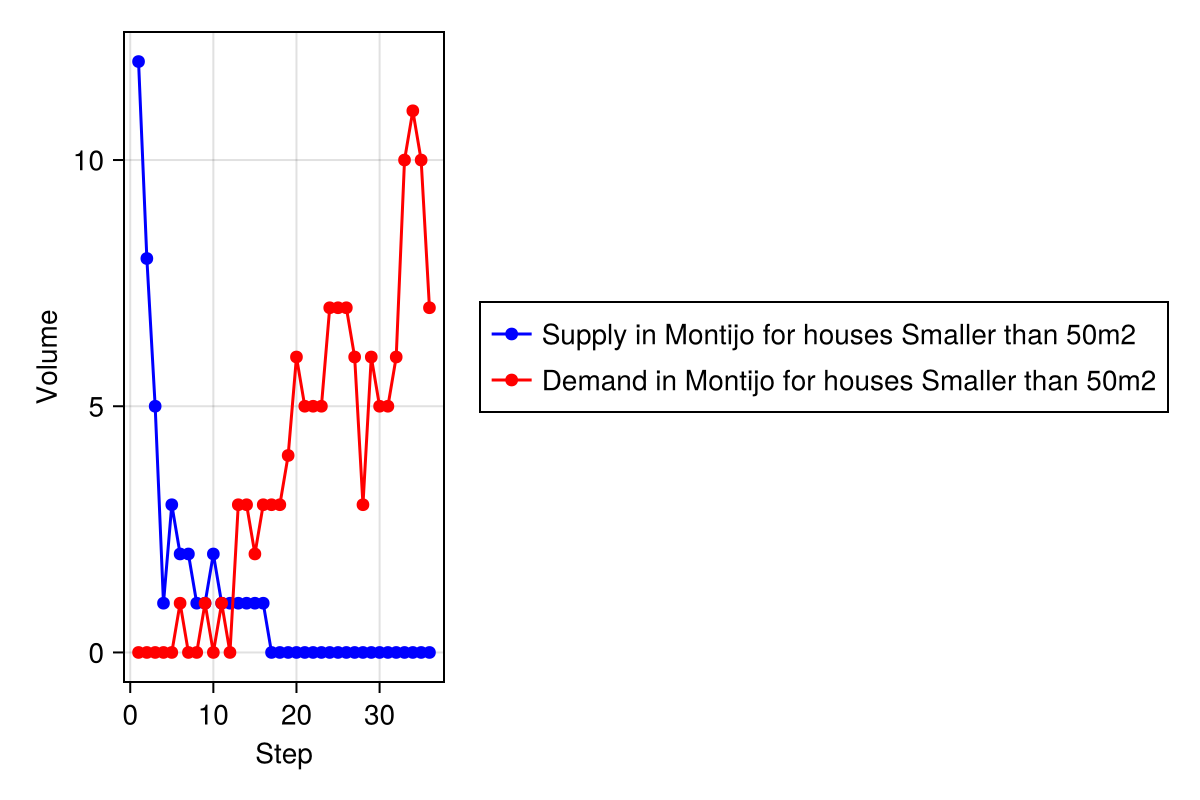 Volume
10
5
0
0 10 20 30
Step
Supply in Montijo for houses Smaller than 50m2
Demand in Montijo for houses Smaller than 50m2